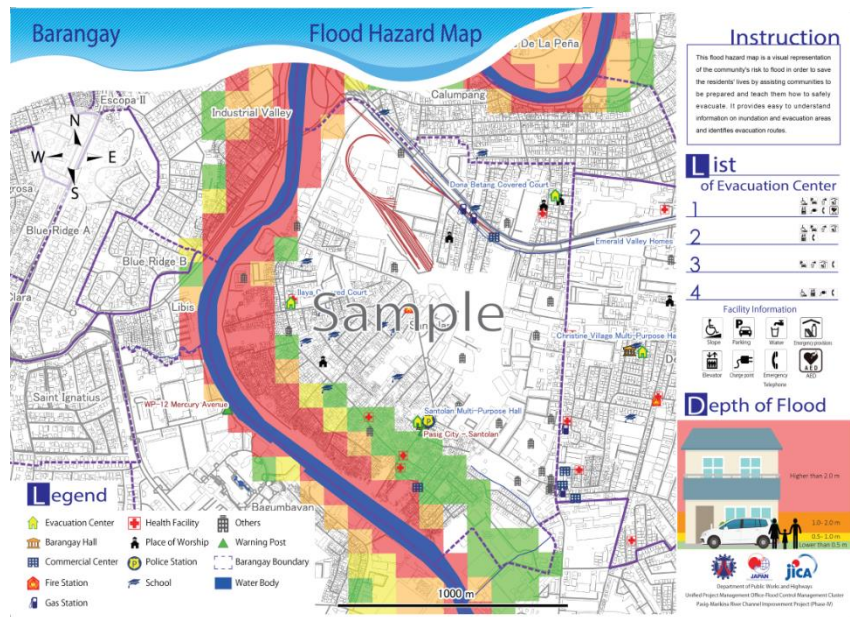 Barangay
Flood Hazard Map
De La Peña
Escopa II
Industrial Valley
Calumpang
N
W E
S
Dona Betang Covered Court
Blue Ridge A
Emerald Valley Homes
Blue Ridge B
Ilaya Covered Court
Libis
Sample
Christine Village Multi-Purpose Ha
Saint Ignatius
WP-12 Mercury Avenue
Santolan Multi-Purpose Hall
Pasig City - Santolan
Bagumbayan
1000 m
Legend
Evacuation Center
Health Facility
Others
Barangay Hall
Place of Worship
Warning Post
Commercial Center
Police Station
Barangay Boundary
Fire Station
School
Water Body
Gas Station
Instruction
This flood hazard map is a visual representation
of the community's risk to flood in order to save
the residents' lives by assisting communities to
be prepared and teach them how to safely
evacuate. It provides easy to understand
information on inundation and evacuation areas
and identifies evacuation routes.
List
of Evacuation Center
1
2
3
4
Facility Information
Slope
Parking
Water
Emergency provisions
Elevator
Charge point
Emergency
Telephone
AED
Depth of Flood
Higher than 2.0 m
1.0- 2.0 m
0.5- 1.0 m
Lower than 0.5 m
JAPAN
jica
Department of Public Works and Highways
Unified Project Management Office-Flood Control Management Cluster
Pasig-Marikina River Channel Improvement Project (Phase IV)